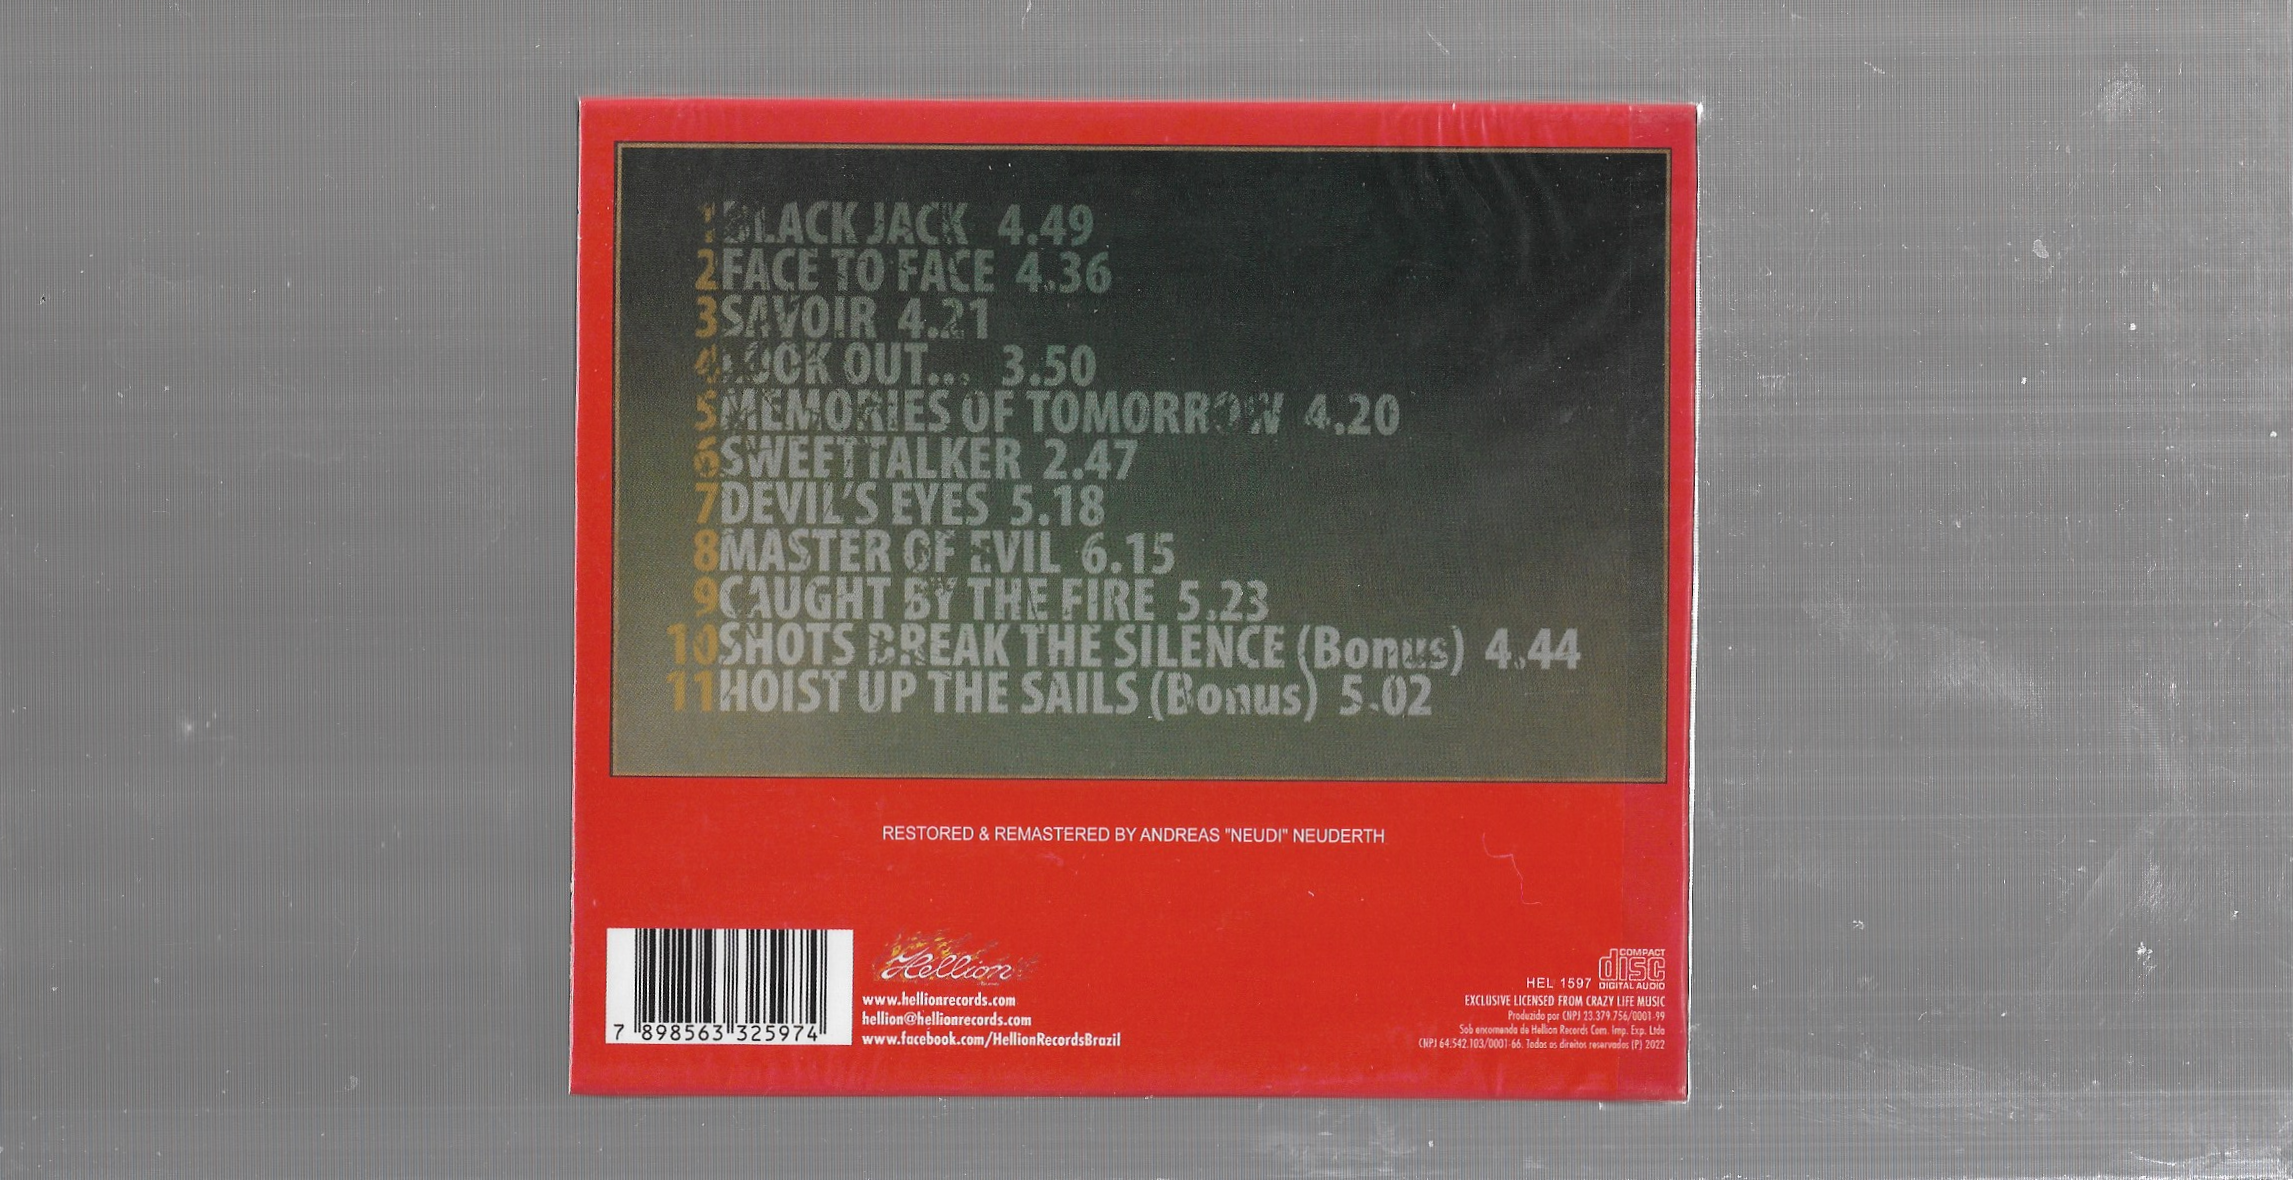 1 BLACK JACK 4.49
2 FACE TO FACE 4.36
3 SAVOIR 4.21
4 LOOK OUT... 3.50
5 MEMORIES OF TOMORROW 4.20
6 SWEETTALKER 2.47
7 DEVIL'S EYES 5.18
8 MASTER OF EVIL 6.15
9 CAUGHT BY THE FIRE 5.23
10 SHOTS BREAK THE SILENCE (Bonus) 4.44
11 HOIST UP THE SAILS (Bonus) 5.02
RESTORED & REMASTERED BY ANDREAS "NEUDI" NEUDERTH
7 898563 325974
Hellion
www.hellionrecords.com
hellion@hellionrecords.com
www.facebook.com/HellionRecordsBrazil
COMPACT
disc
DIGITAL AUDIO
HEL 1597
EXCLUSIVE LICENSED FROM CRAZY LIFE MUSIC
Produzido por CNPJ 23.379.756/0001-99
Sob encomenda de Hellion Records Com. Imp. Exp. Ltda
CNPJ 64.542.103/0001-66. Todos os direitos reservados (P) 2022